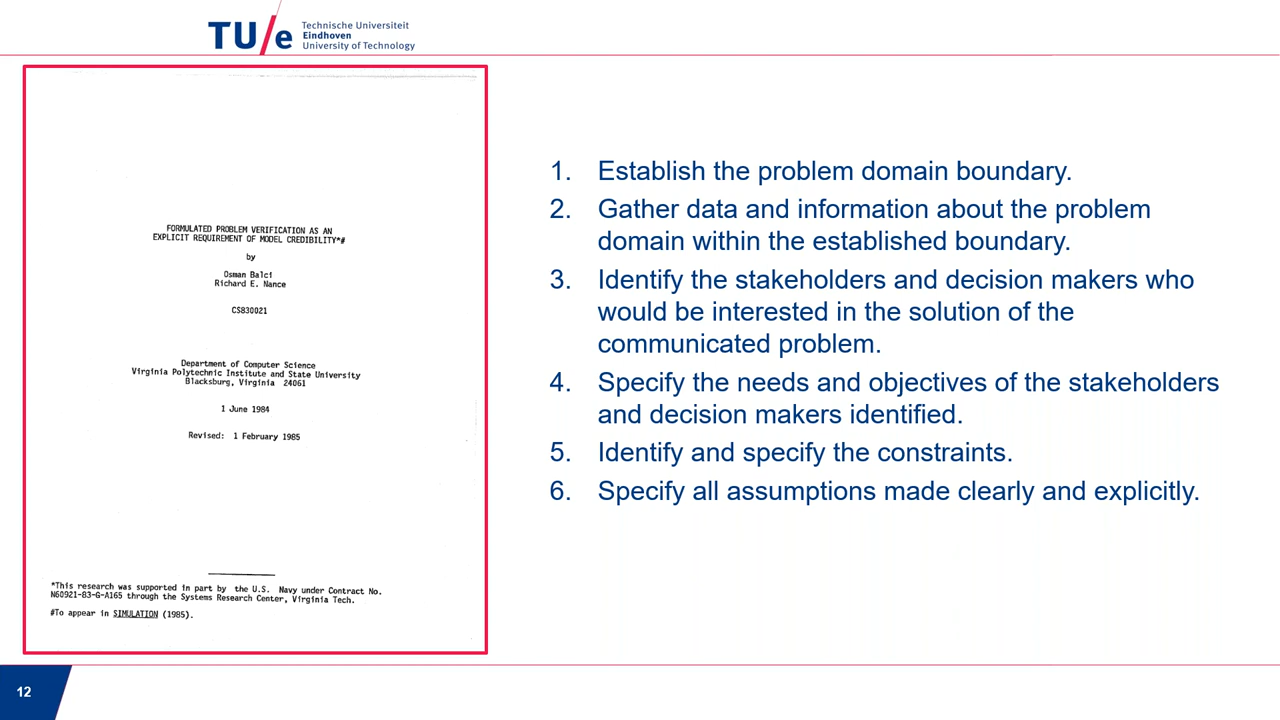 TU/e Technische Universiteit
Eindhoven
University of Technology
FORMULATED PROBLEM VERIFICATION AS AN
EXPLICIT REQUIREMENT OF MODEL CREDIBILITY*#
by
Osman Balci
Richard E. Nance
CS830021
Department of Computer Science
Virginia Polytechnic Institute and State University
Blacksburg, Virginia 24061
1 June 1984
Revised: 1 February 1985
*This research was supported in part by the U.S. Navy under Contract No.
N60921-83-G-A165 through the Systems Research Center, Virginia Tech.
#To appear in SIMULATION (1985).
1. Establish the problem domain boundary.
2. Gather data and information about the problem
domain within the established boundary.
3. Identify the stakeholders and decision makers who
would be interested in the solution of the
communicated problem.
4. Specify the needs and objectives of the stakeholders
and decision makers identified.
5. Identify and specify the constraints.
6. Specify all assumptions made clearly and explicitly.
12